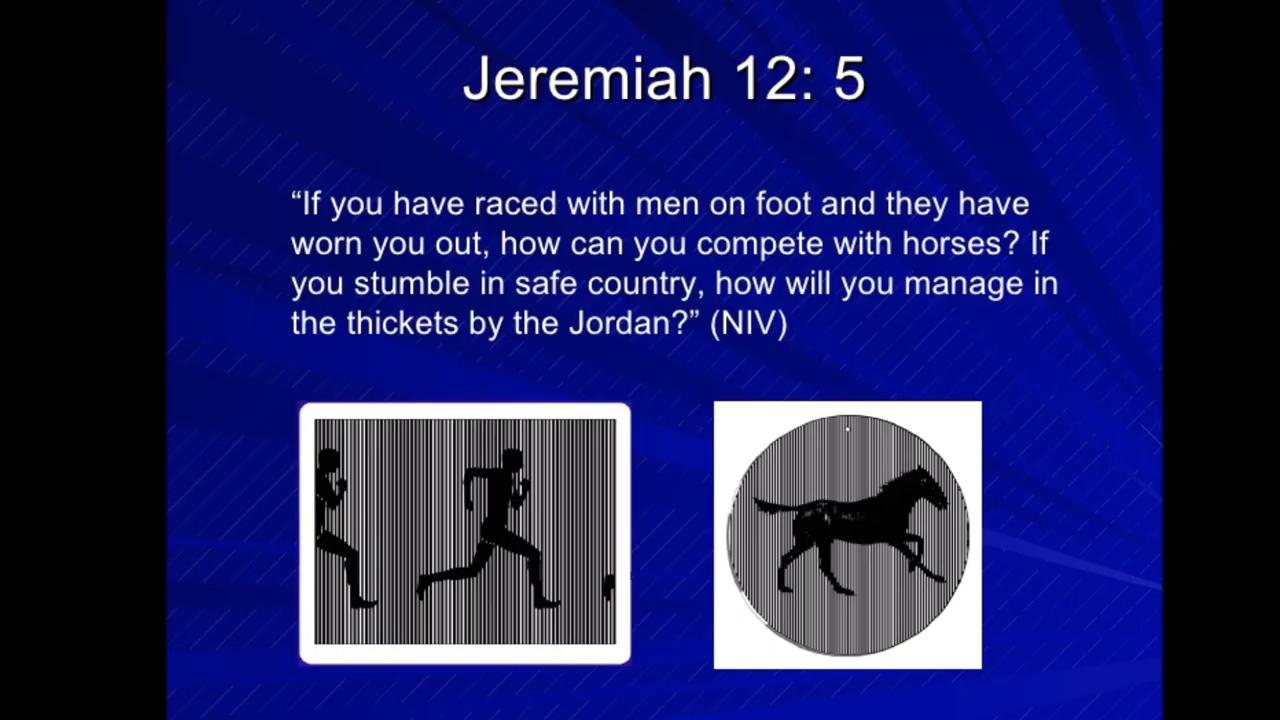 Jeremiah 12: 5
“If you have raced with men on foot and they have
worn you out, how can you compete with horses? If
you stumble in safe country, how will you manage in
the thickets by the Jordan?” (NIV)